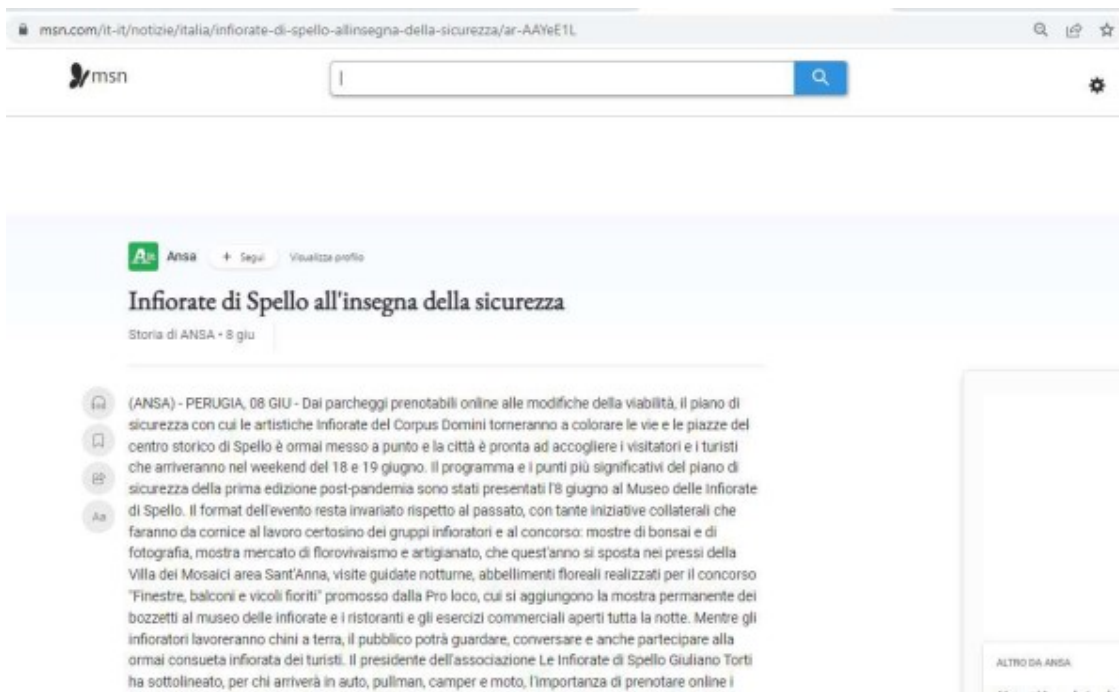 msn.com/it-it/notizie/italia/infiorate-di-spello-allinsegna-della-sicurezza/ar-AAYeE1L
msn
Ansa + Segui Visualizza profilo
Infiorate di Spello all'insegna della sicurezza
Storia di ANSA • 8 giu
(ANSA) - PERUGIA, 08 GIU - Dai parcheggi prenotabili online alle modifiche della viabilità, il piano di
sicurezza con cui le artistiche Infiorate del Corpus Domini torneranno a colorare le vie e le piazze del
centro storico di Spello è ormai messo a punto e la città è pronta ad accogliere i visitatori e i turisti
che arriveranno nel weekend del 18 e 19 giugno. Il programma e i punti più significativi del piano di
sicurezza della prima edizione post-pandemia sono stati presentati l'8 giugno al Museo delle Infiorate
di Spello. Il format dell'evento resta invariato rispetto al passato, con tante iniziative collaterali che
faranno da cornice al lavoro certosino dei gruppi infioratori e al concorso: mostre di bonsai e di
fotografia, mostra mercato di florovivaismo e artigianato, che quest'anno si sposta nei pressi della
Villa dei Mosaici area Sant'Anna, visite guidate notturne, abbellimenti floreali realizzati per il concorso
"Finestre, balconi e vicoli fioriti" promosso dalla Pro loco, cui si aggiungono la mostra permanente dei
bozzetti al museo delle infiorate e i ristoranti e gli esercizi commerciali aperti tutta la notte. Mentre gli
infioratori lavoreranno chini a terra, il pubblico potrà guardare, conversare e anche partecipare alla
ormai consueta infiorata dei turisti. Il presidente dell'associazione Le Infiorate di Spello Giuliano Torti
ha sottolineato, per chi arriverà in auto, pullman, camper e moto, l'importanza di prenotare online i
Aa
ALTRO DA ANSA